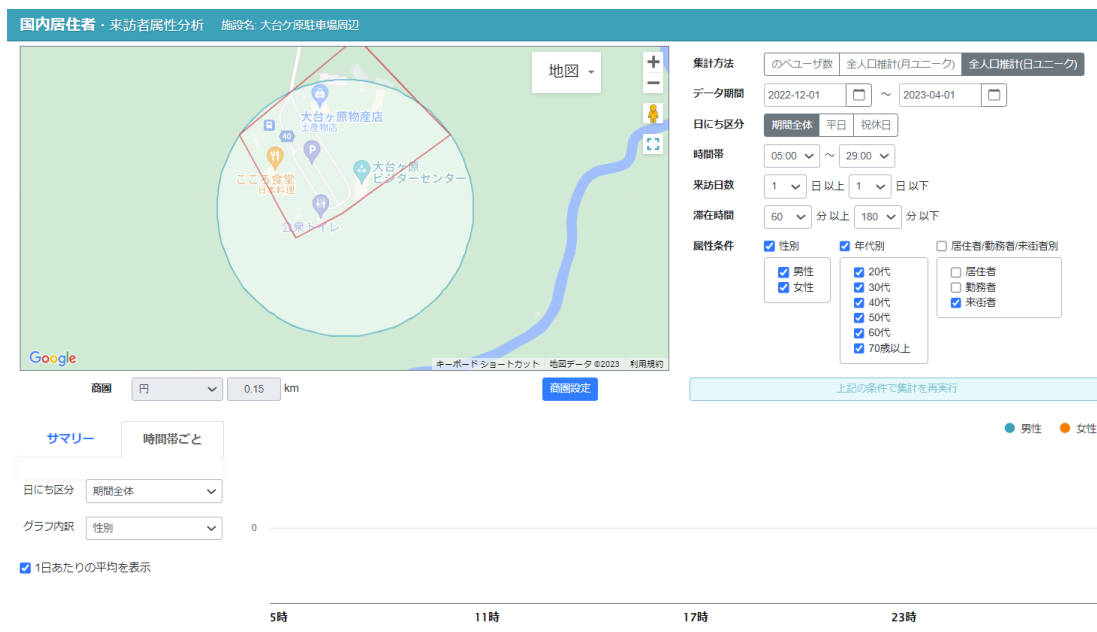 国内居住者・来訪者属性分析 施設名: 大台ケ原駐車場周辺
地図
大台ヶ原物産店
土産物店
40
P
こころ食堂
日本料理
大台ヶ原
ビジターセンター
公衆トイレ
Google
キーボード ショートカット 地図データ ©2023 利用規約
商圏 円 0.15 km 商圏設定
集計方法 のべユーザ数 全人口推計(月ユニーク) 全人口推計(日ユニーク)
データ期間 2022-12-01 ~ 2023-04-01
日にち区分 期間全体 平日 祝休日
時間帯 05:00 ~ 29:00
来訪日数 1 日以上 1 日以下
滞在時間 60 分以上 180 分以下
属性条件 性別 年代別 居住者/勤務者/来街者別
男性
女性
20代
30代
40代
50代
60代
70歳以上
居住者
勤務者
来街者
上記の条件で集計を再実行
サマリー 時間帯ごと
男性 女性
日にち区分 期間全体
グラフ内訳 性別
1日あたりの平均を表示
0
5時 11時 17時 23時